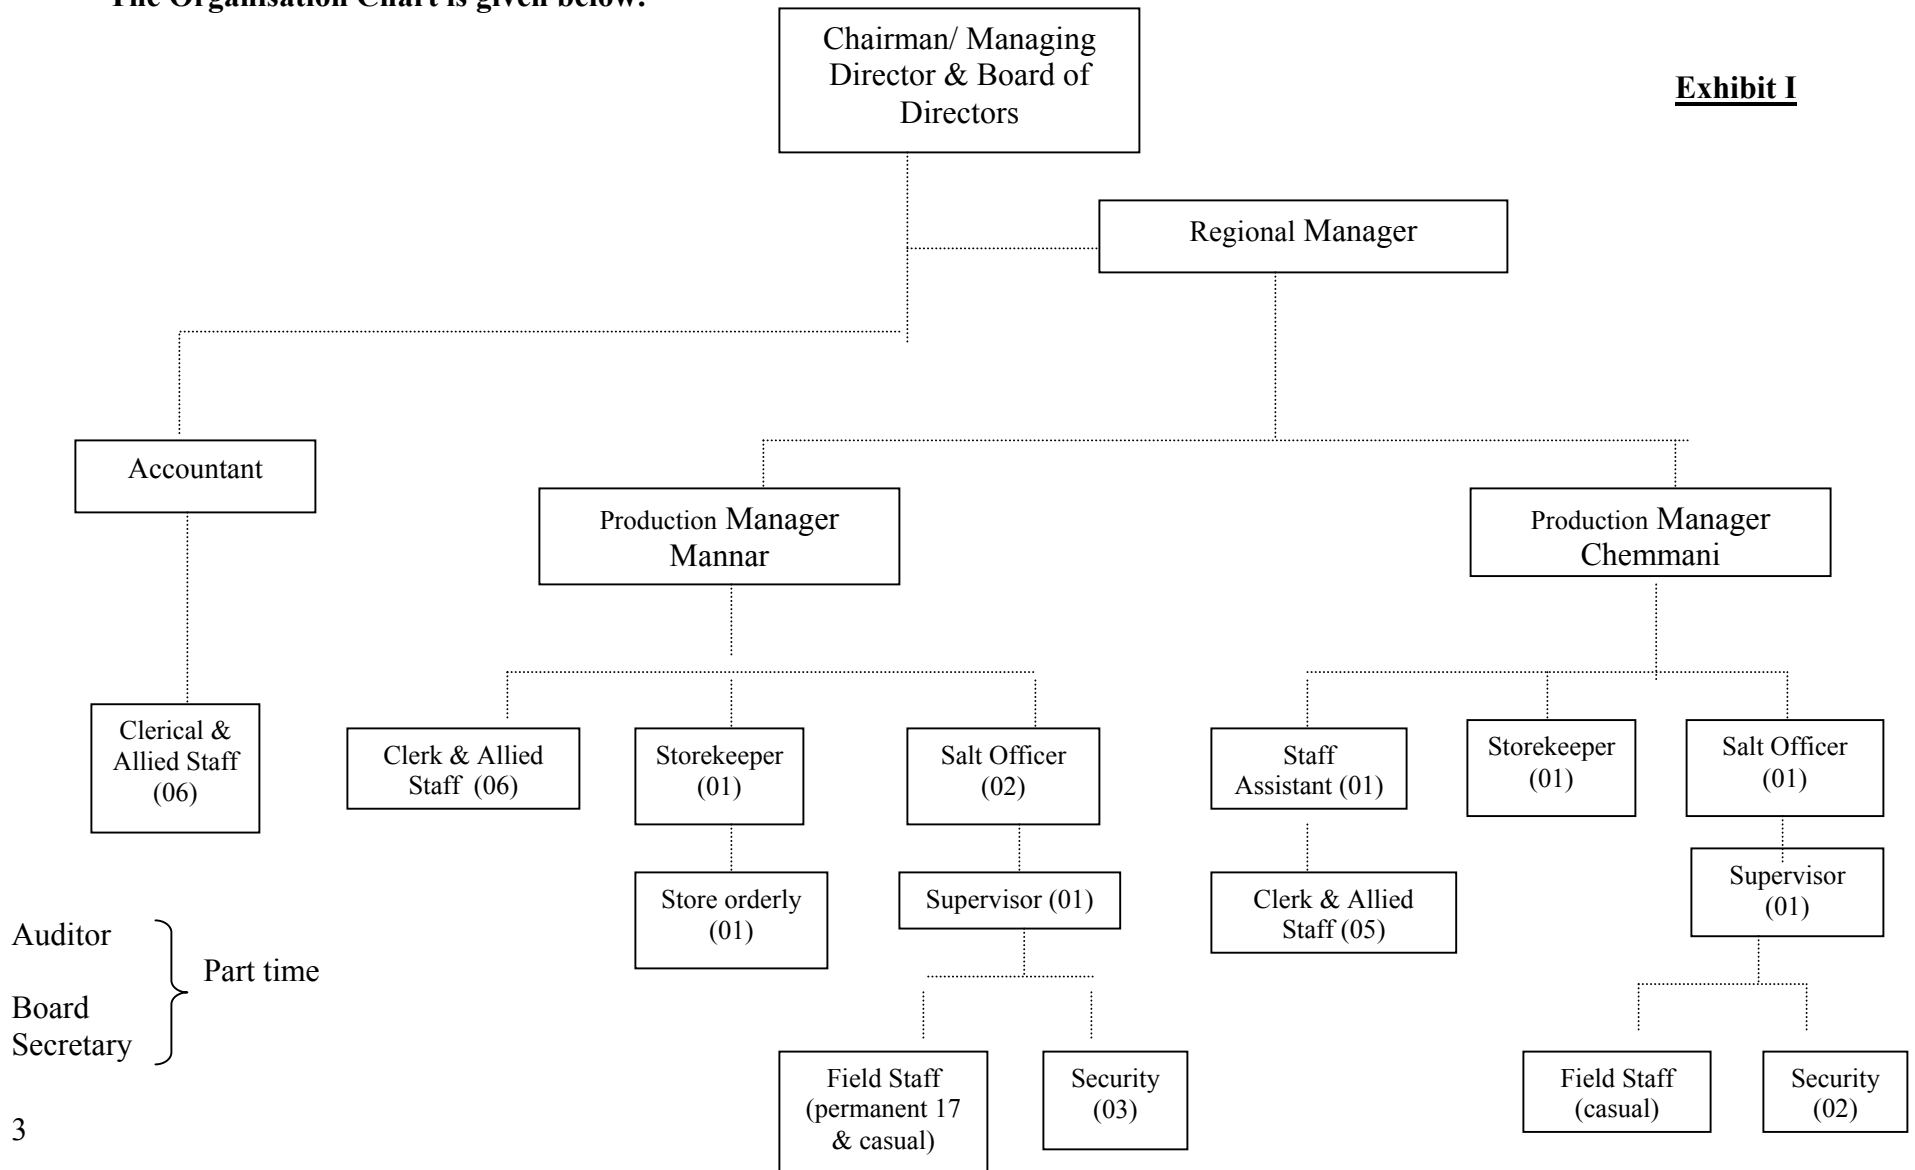 The Organisation Chart is given below.
Chairman/ Managing
Director & Board of
Directors
Exhibit I
Regional Manager
Accountant
Production Manager
Mannar
Production Manager
Chemmani
Clerical &
Allied Staff
(06)
Clerk & Allied
Staff (06)
Storekeeper
(01)
Salt Officer
(02)
Staff
Assistant (01)
Storekeeper
(01)
Salt Officer
(01)
Store orderly
(01)
Supervisor (01)
Clerk & Allied
Staff (05)
Supervisor
(01)
Auditor
Part time
Board
Secretary
Field Staff
(permanent 17
& casual)
Security
(03)
Field Staff
(casual)
Security
(02)
3